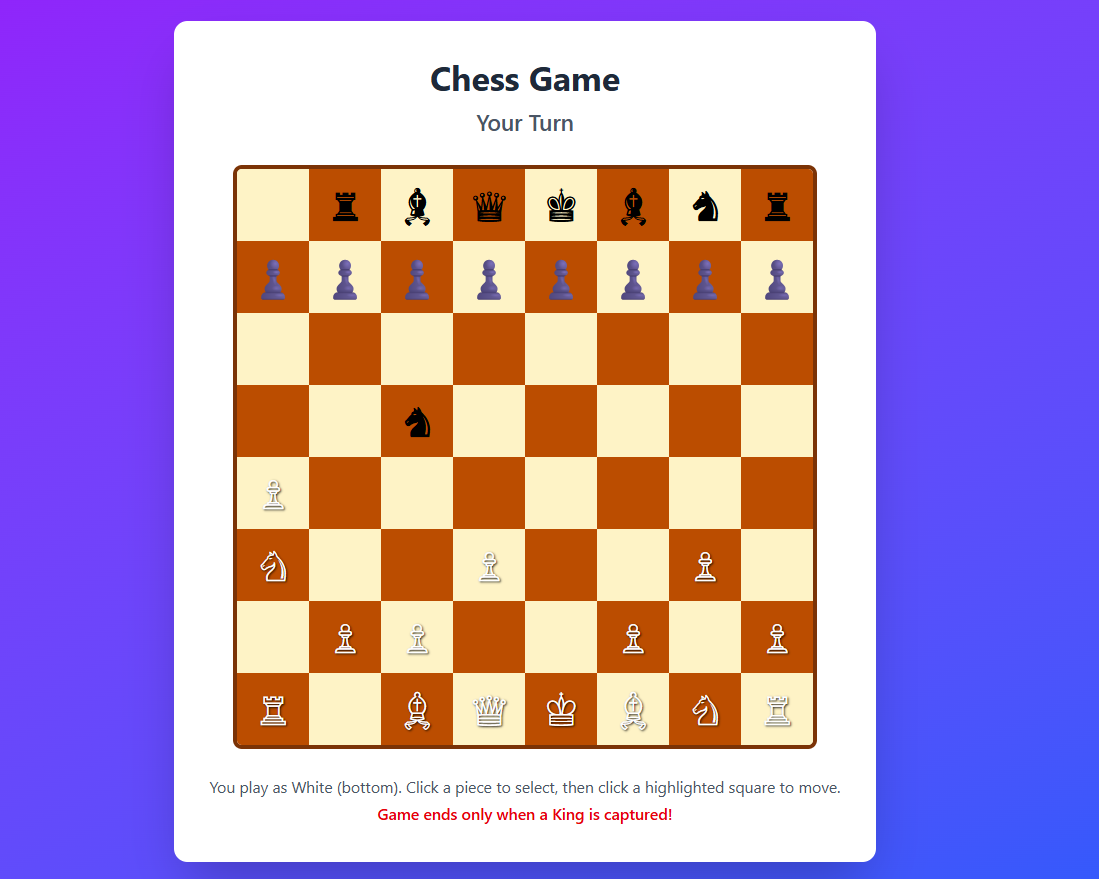 Chess Game
Your Turn
You play as White (bottom). Click a piece to select, then click a highlighted square to move.
Game ends only when a King is captured!